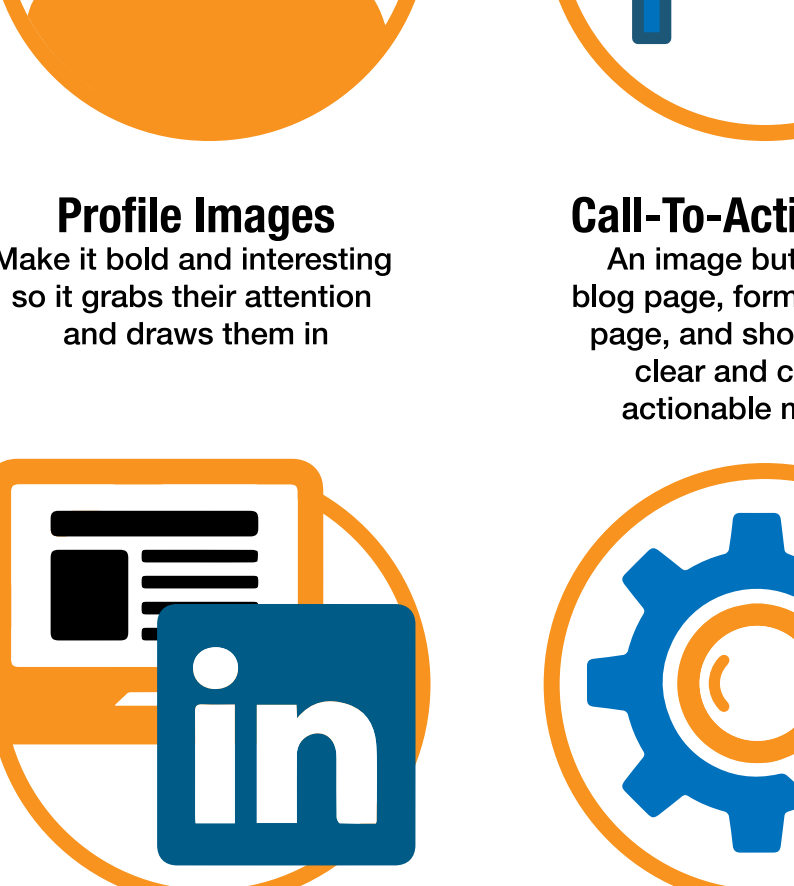 Profile Images
Make it bold and interesting
so it grabs their attention
and draws them in
Call-To-Acti
An image but
blog page, form
page, and sho
clear and c
actionable
in